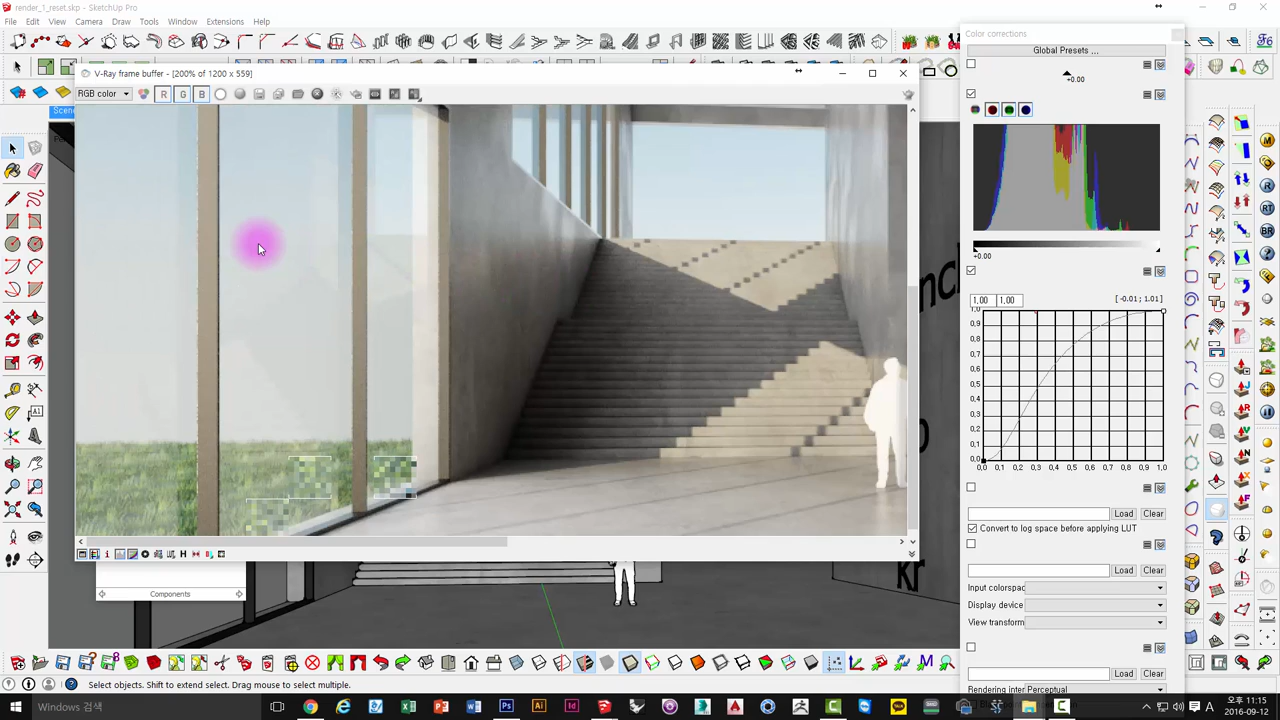 render_1_reset.skp - SketchUp Pro
File Edit View Camera Draw Tools Window Extensions Help
Color corrections
Global Presets ...
+0.00
V-Ray frame buffer - [200% of 1200 x 559]
RGB color
R G B
Scene
+0.00
1.00 1.00 [ -0.01 ; 1.01 ]
1,0
0,9
0,8
0,7
0,6
0,5
0,4
0,3
0,2
0,1
0,0
0,0 0,1 0,2 0,3 0,4 0,5 0,6 0,7 0,8 0,9 1,0
Load Clear
Convert to log space before applying LUT
Load Clear
Input colorspac
Display device
View transform
Load Clear
Rendering inter Perceptual
Components
kr
Select objects. Shift to extend select. Drag mouse to select multiple.
Windows 검색
오후 11:15
2016-09-12